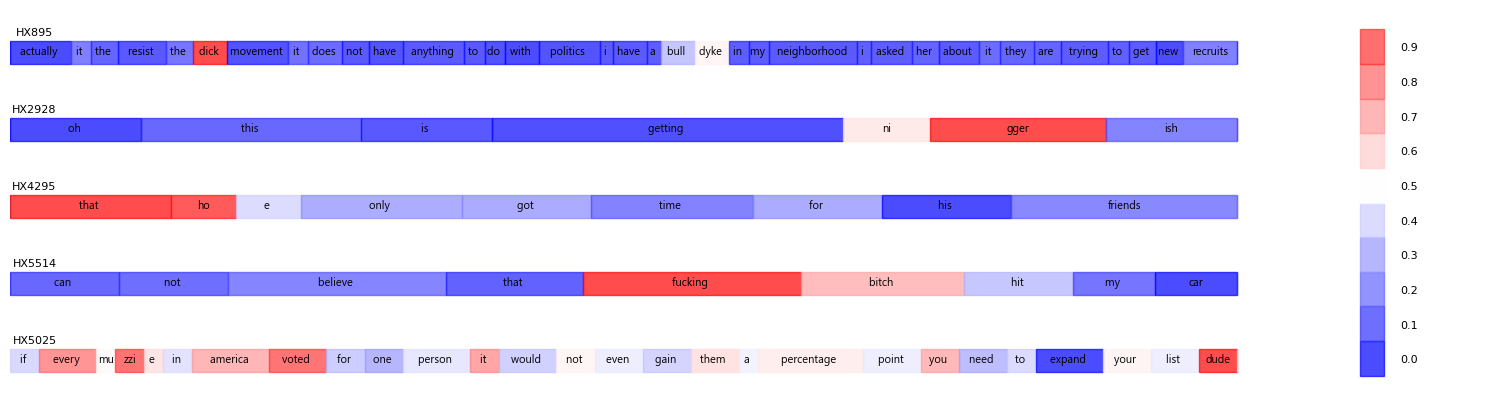 HX895
actually it the resist the dick movement it does not have anything to do with politics i have a bull dyke in my neighborhood i asked her about it they are trying to get new recruits
HX2928
oh this is getting ni gger ish
HX4295
that ho e only got time for his friends
HX5514
can not believe that fucking bitch hit my car
HX5025
if every mu zzi e in america voted for one person it would not even gain them a percentage point you need to expand your list dude
0.9
0.8
0.7
0.6
0.5
0.4
0.3
0.2
0.1
0.0